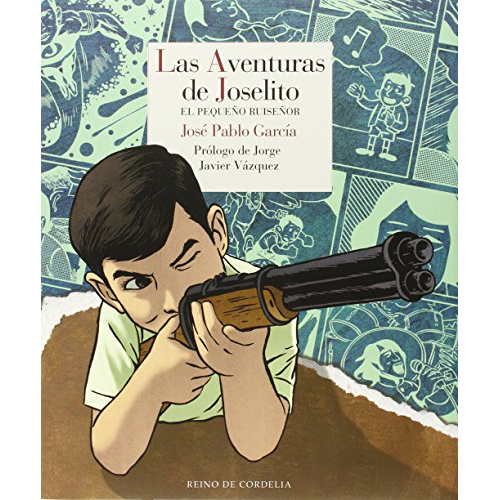 Las Aventuras
de Joselito
EL PEQUEÑO RUISEÑOR
José Pablo García
Prólogo de Jorge
Javier Vázquez
REINO DE CORDELIA